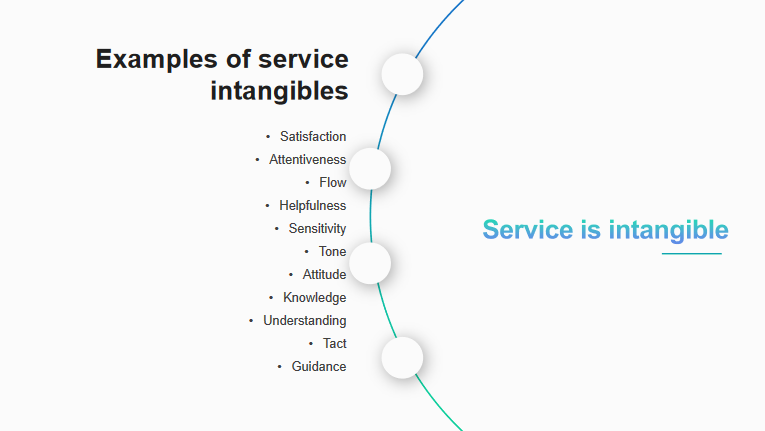 Examples of service
intangibles
• Satisfaction
• Attentiveness
• Flow
• Helpfulness
• Sensitivity
• Tone
• Attitude
• Knowledge
• Understanding
• Tact
• Guidance
Service is intangible